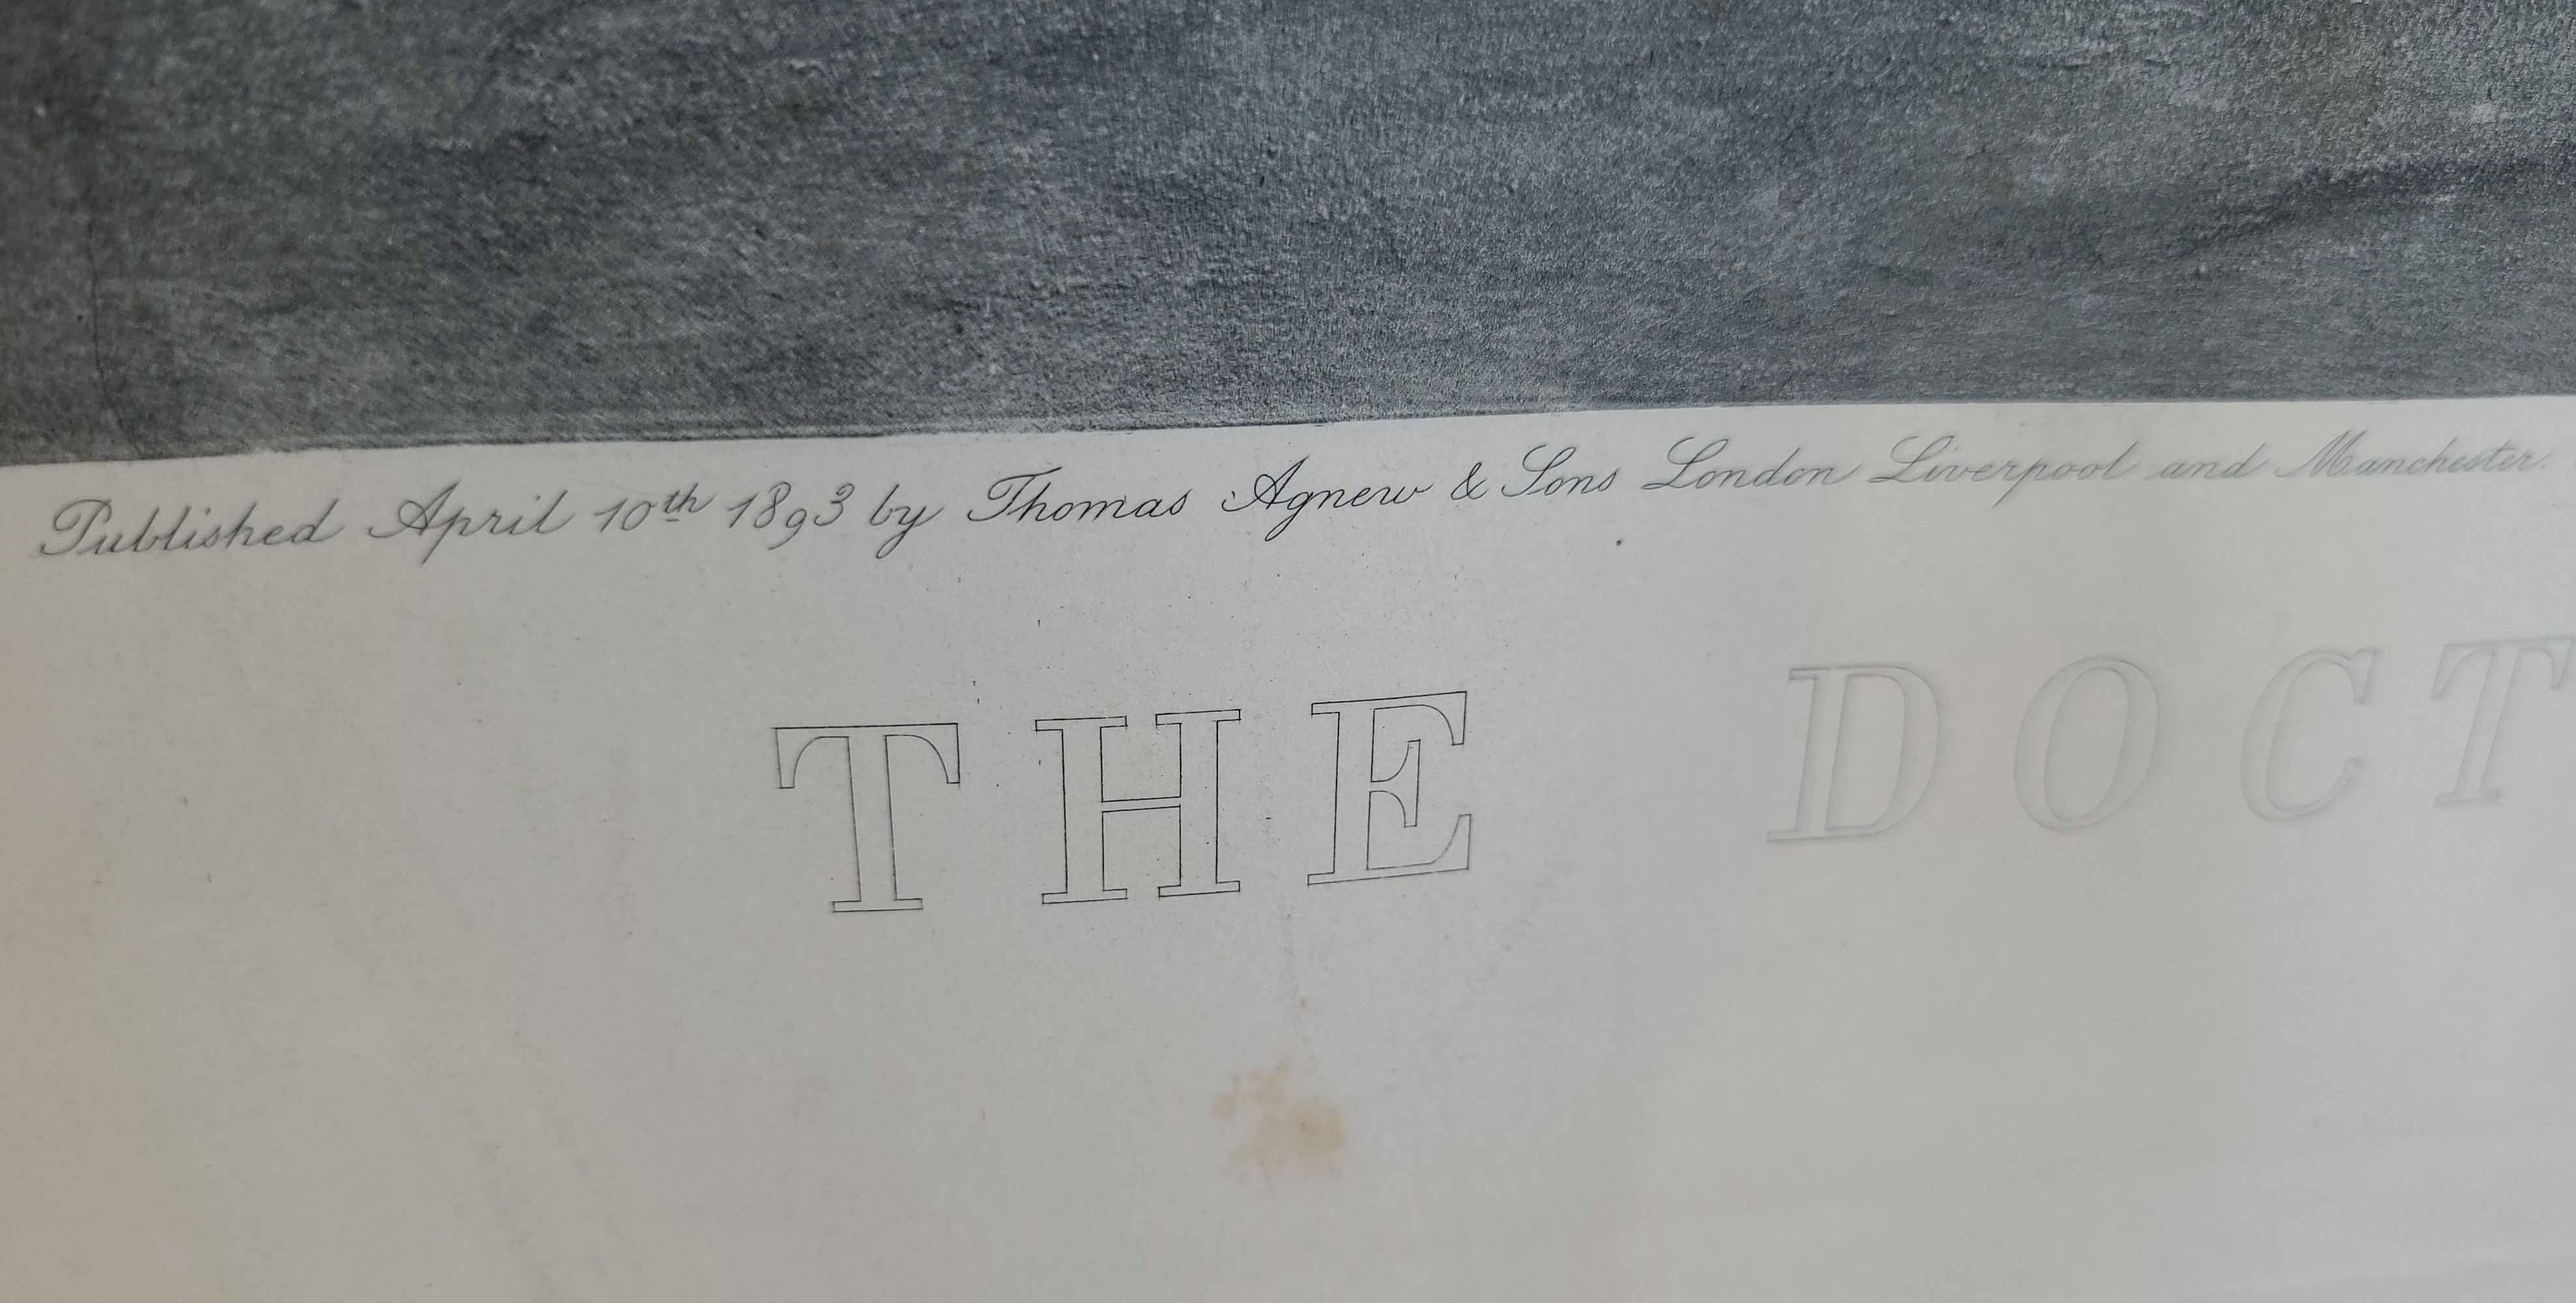 Published April 10th 1893 by Thomas Agnew & Sons London Liverpool and Manchester.
THE DOCT